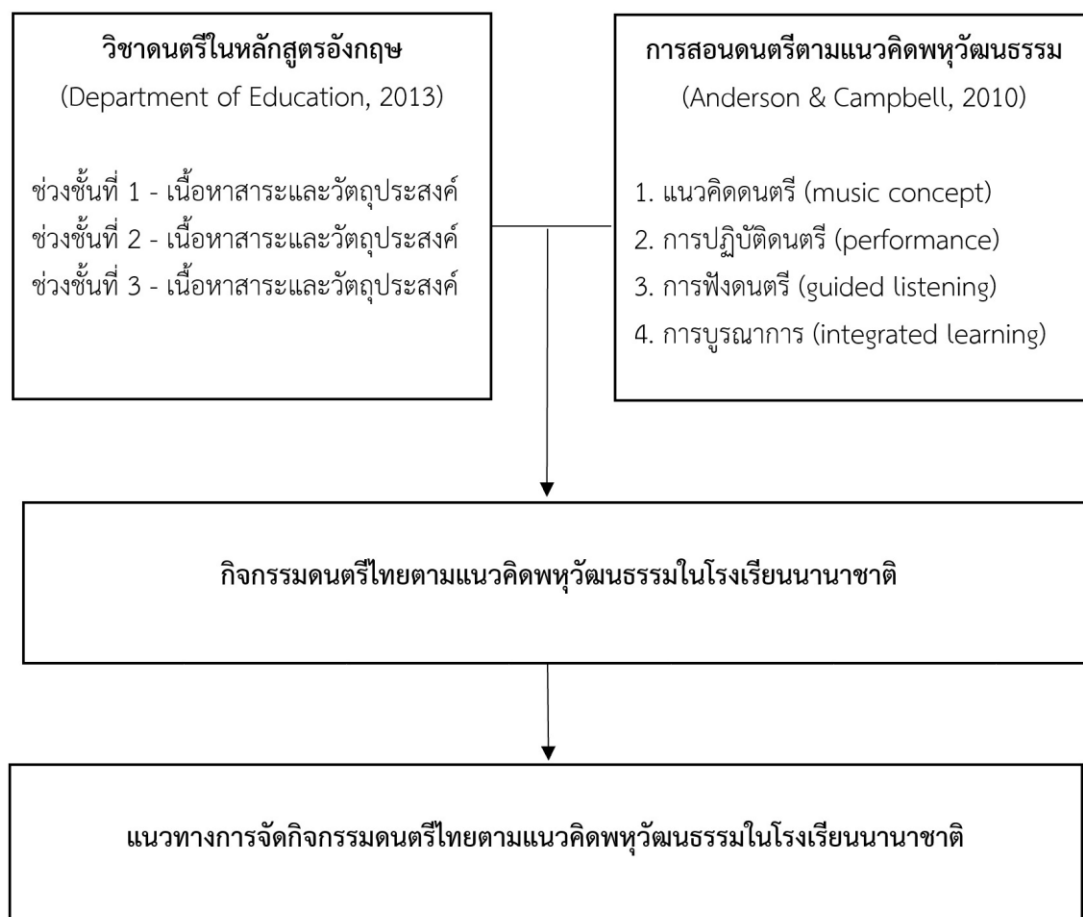 วิชาดนตรีในหลักสูตรอังกฤษ
(Department of Education, 2013)
ช่วงชั้นที่ 1 - เนื้อหาสาระและวัตถุประสงค์
ช่วงชั้นที่ 2 - เนื้อหาสาระและวัตถุประสงค์
ช่วงชั้นที่ 3 - เนื้อหาสาระและวัตถุประสงค์
การสอนดนตรีตามแนวคิดพหุวัฒนธรรม
(Anderson & Campbell, 2010)
1. แนวคิดดนตรี (music concept)
2. การปฏิบัติดนตรี (performance)
3. การฟังดนตรี (guided listening)
4. การบูรณาการ (integrated learning)
กิจกรรมดนตรีไทยตามแนวคิดพหุวัฒนธรรมในโรงเรียนนานาชาติ
แนวทางการจัดกิจกรรมดนตรีไทยตามแนวคิดพหุวัฒนธรรมในโรงเรียนนานาชาติ